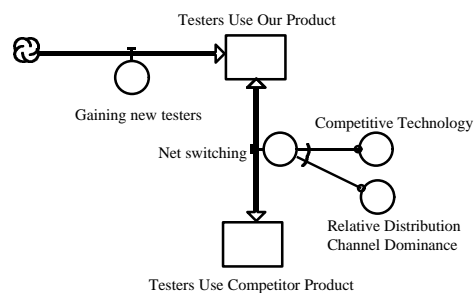 Testers Use Our Product
Gaining new testers
Competitive Technology
Net switching
Relative Distribution
Channel Dominance
Testers Use Competitor Product